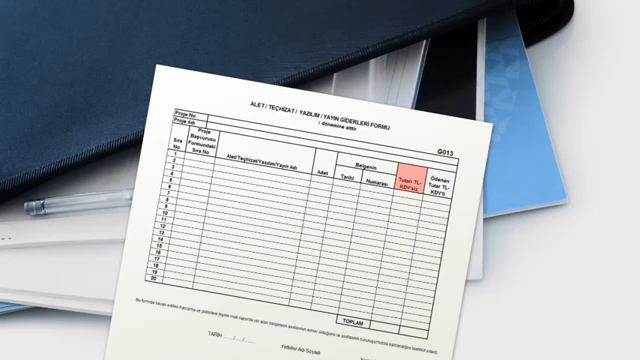 ALET / TEÇHİZAT / YAZILIM / YAYIN GİDERLERİ FORMU
/ dönemine aittir
Proje No
Proje Adı
G013
Sıra No
Proje Başvurusu Formundaki Sıra No
Alet/Teçhizat/Yazılım/Yayın Adı
Adet
Belgenin
Tarihi
Numarası
Tutarı TL-KDV'siz
Ödenen Tutar TL-KDV'li
1
2
3
4
5
6
7
8
9
10
11
12
13
14
15
16
17
18
19
20
TOPLAM
TARİH ..../..../....